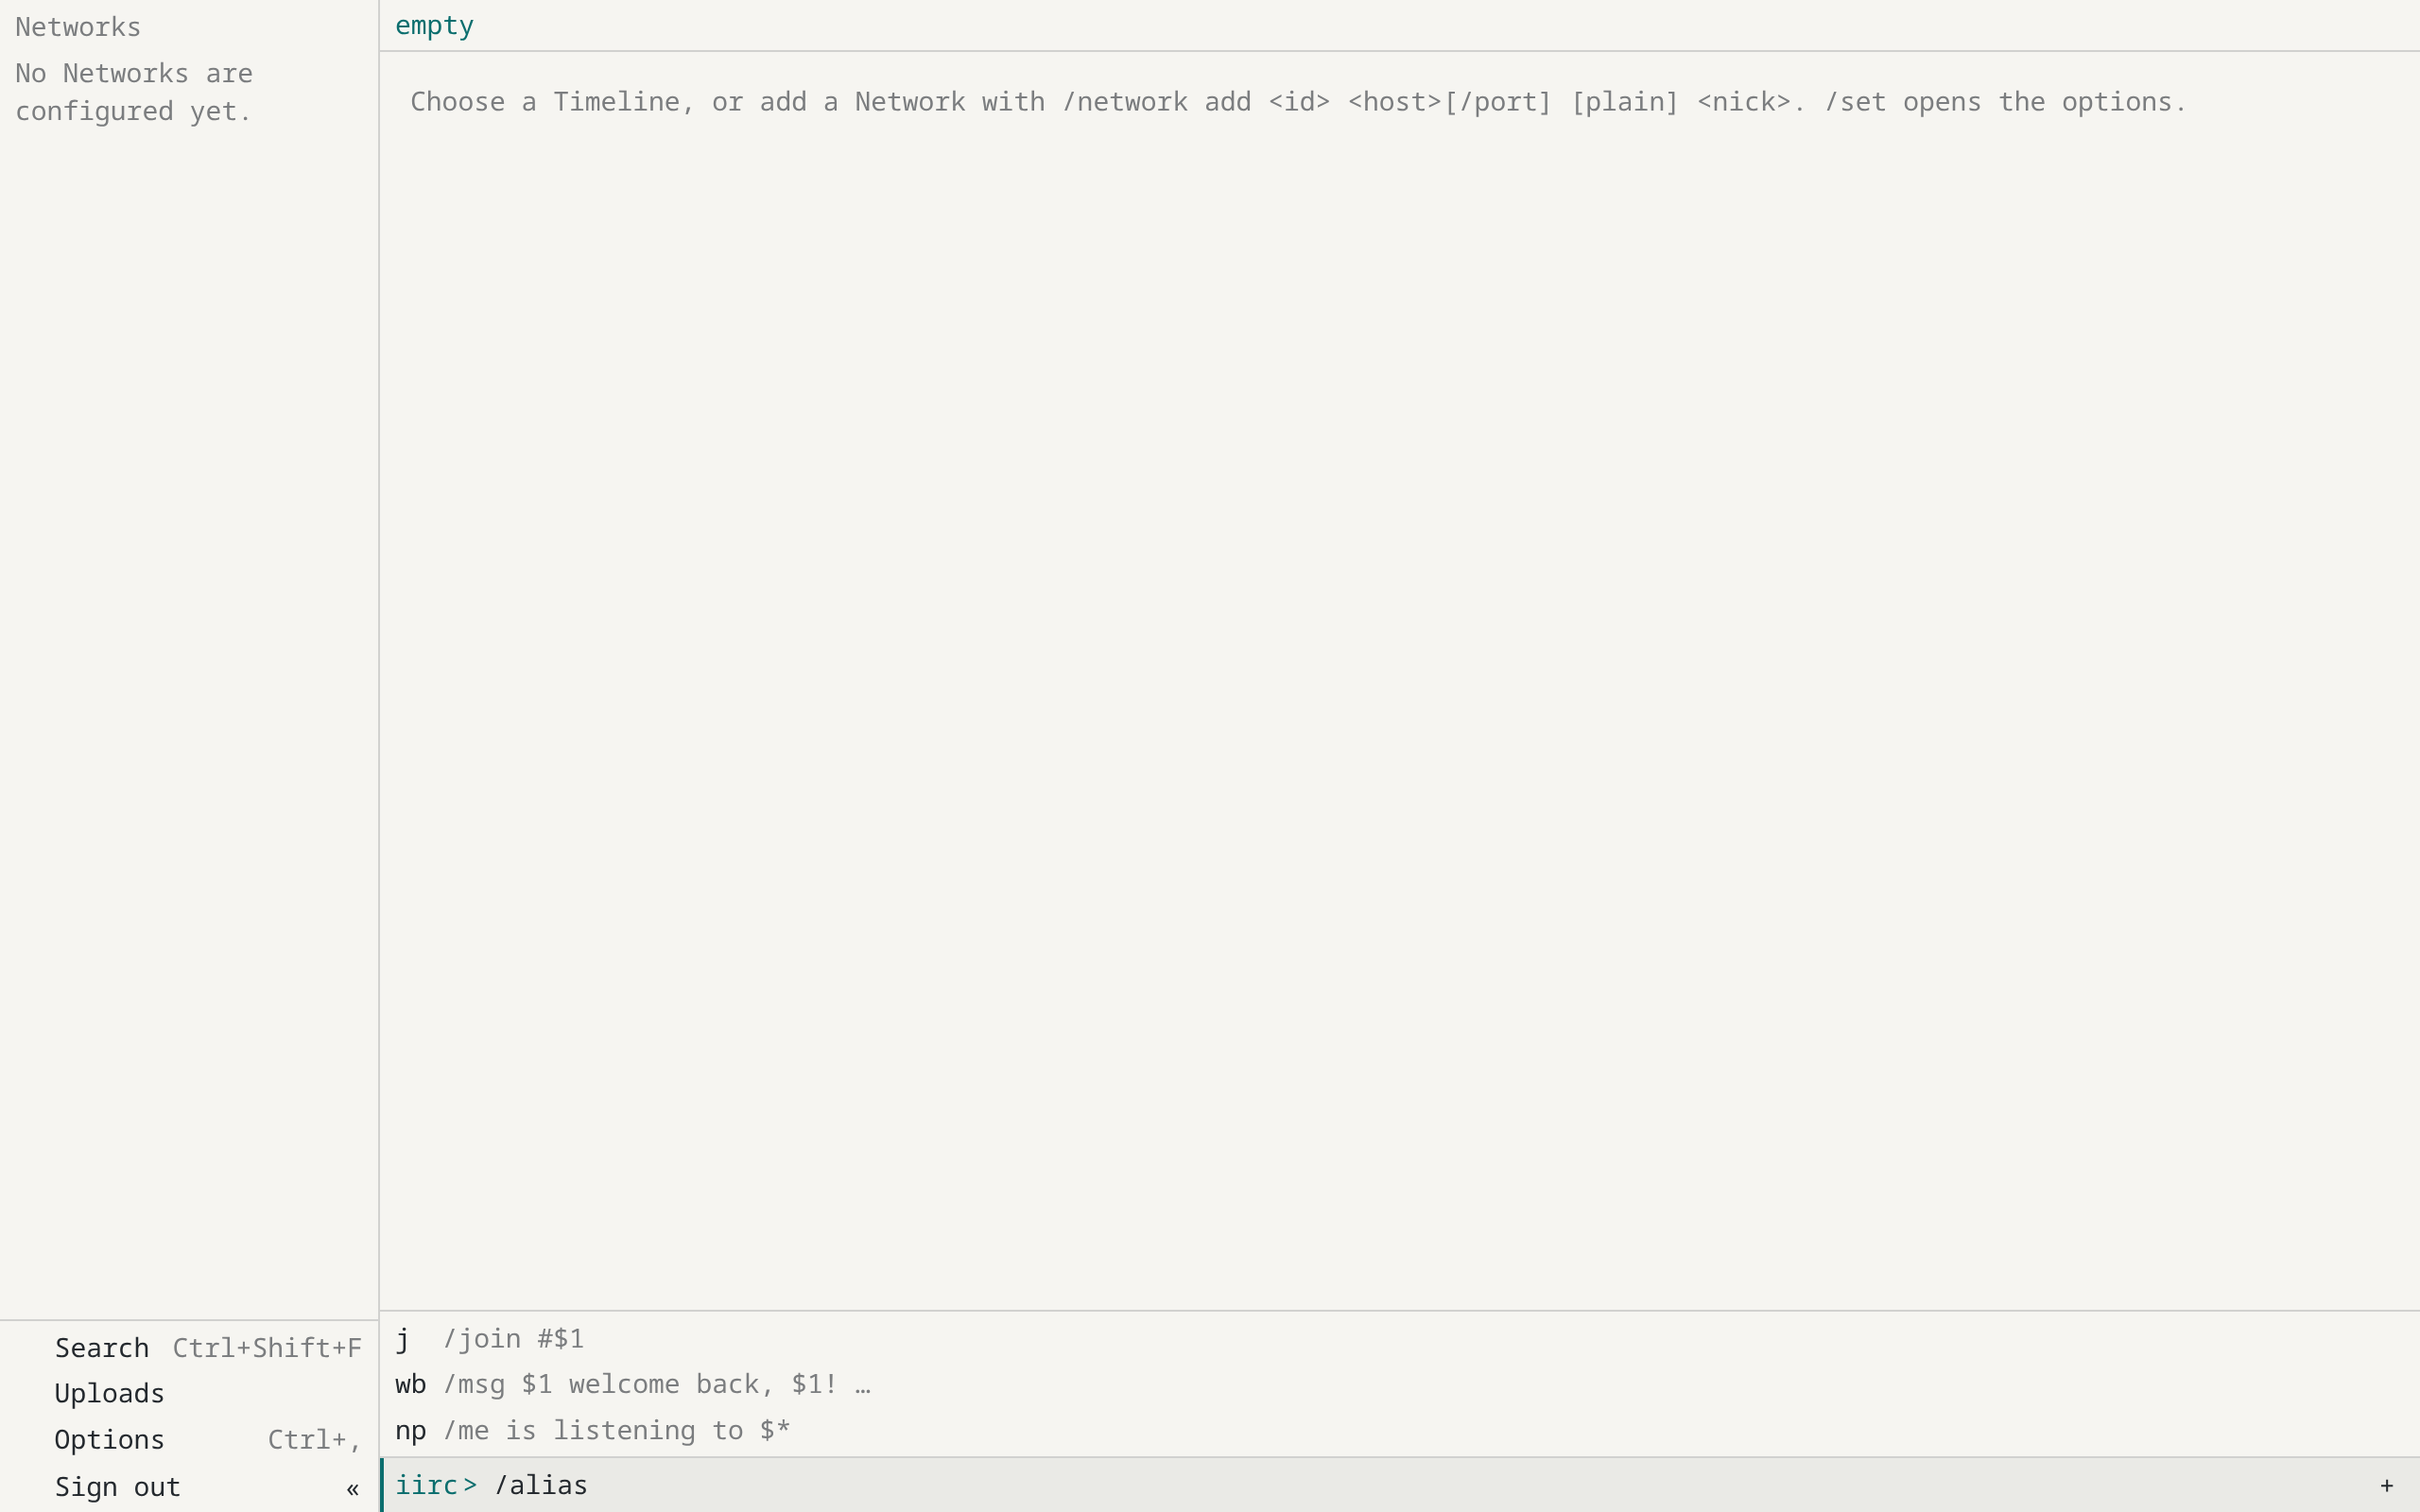 Networks
No Networks are
configured yet.
Search Ctrl+Shift+F
Uploads
Options Ctrl+,
Sign out «
empty
Choose a Timeline, or add a Network with /network add <id> <host>[/port] [plain] <nick>. /set opens the options.
j /join #$1
wb /msg $1 welcome back, $1! …
np /me is listening to $*
iirc> /alias +